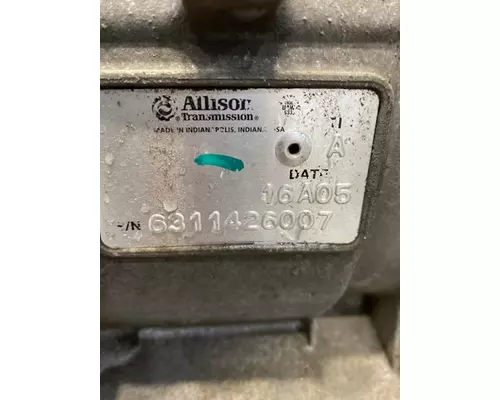 Allison
Transmission®
MADE IN INDIANAPOLIS, INDIANA, USA
A
DATE
16A05
S/N 6311426007